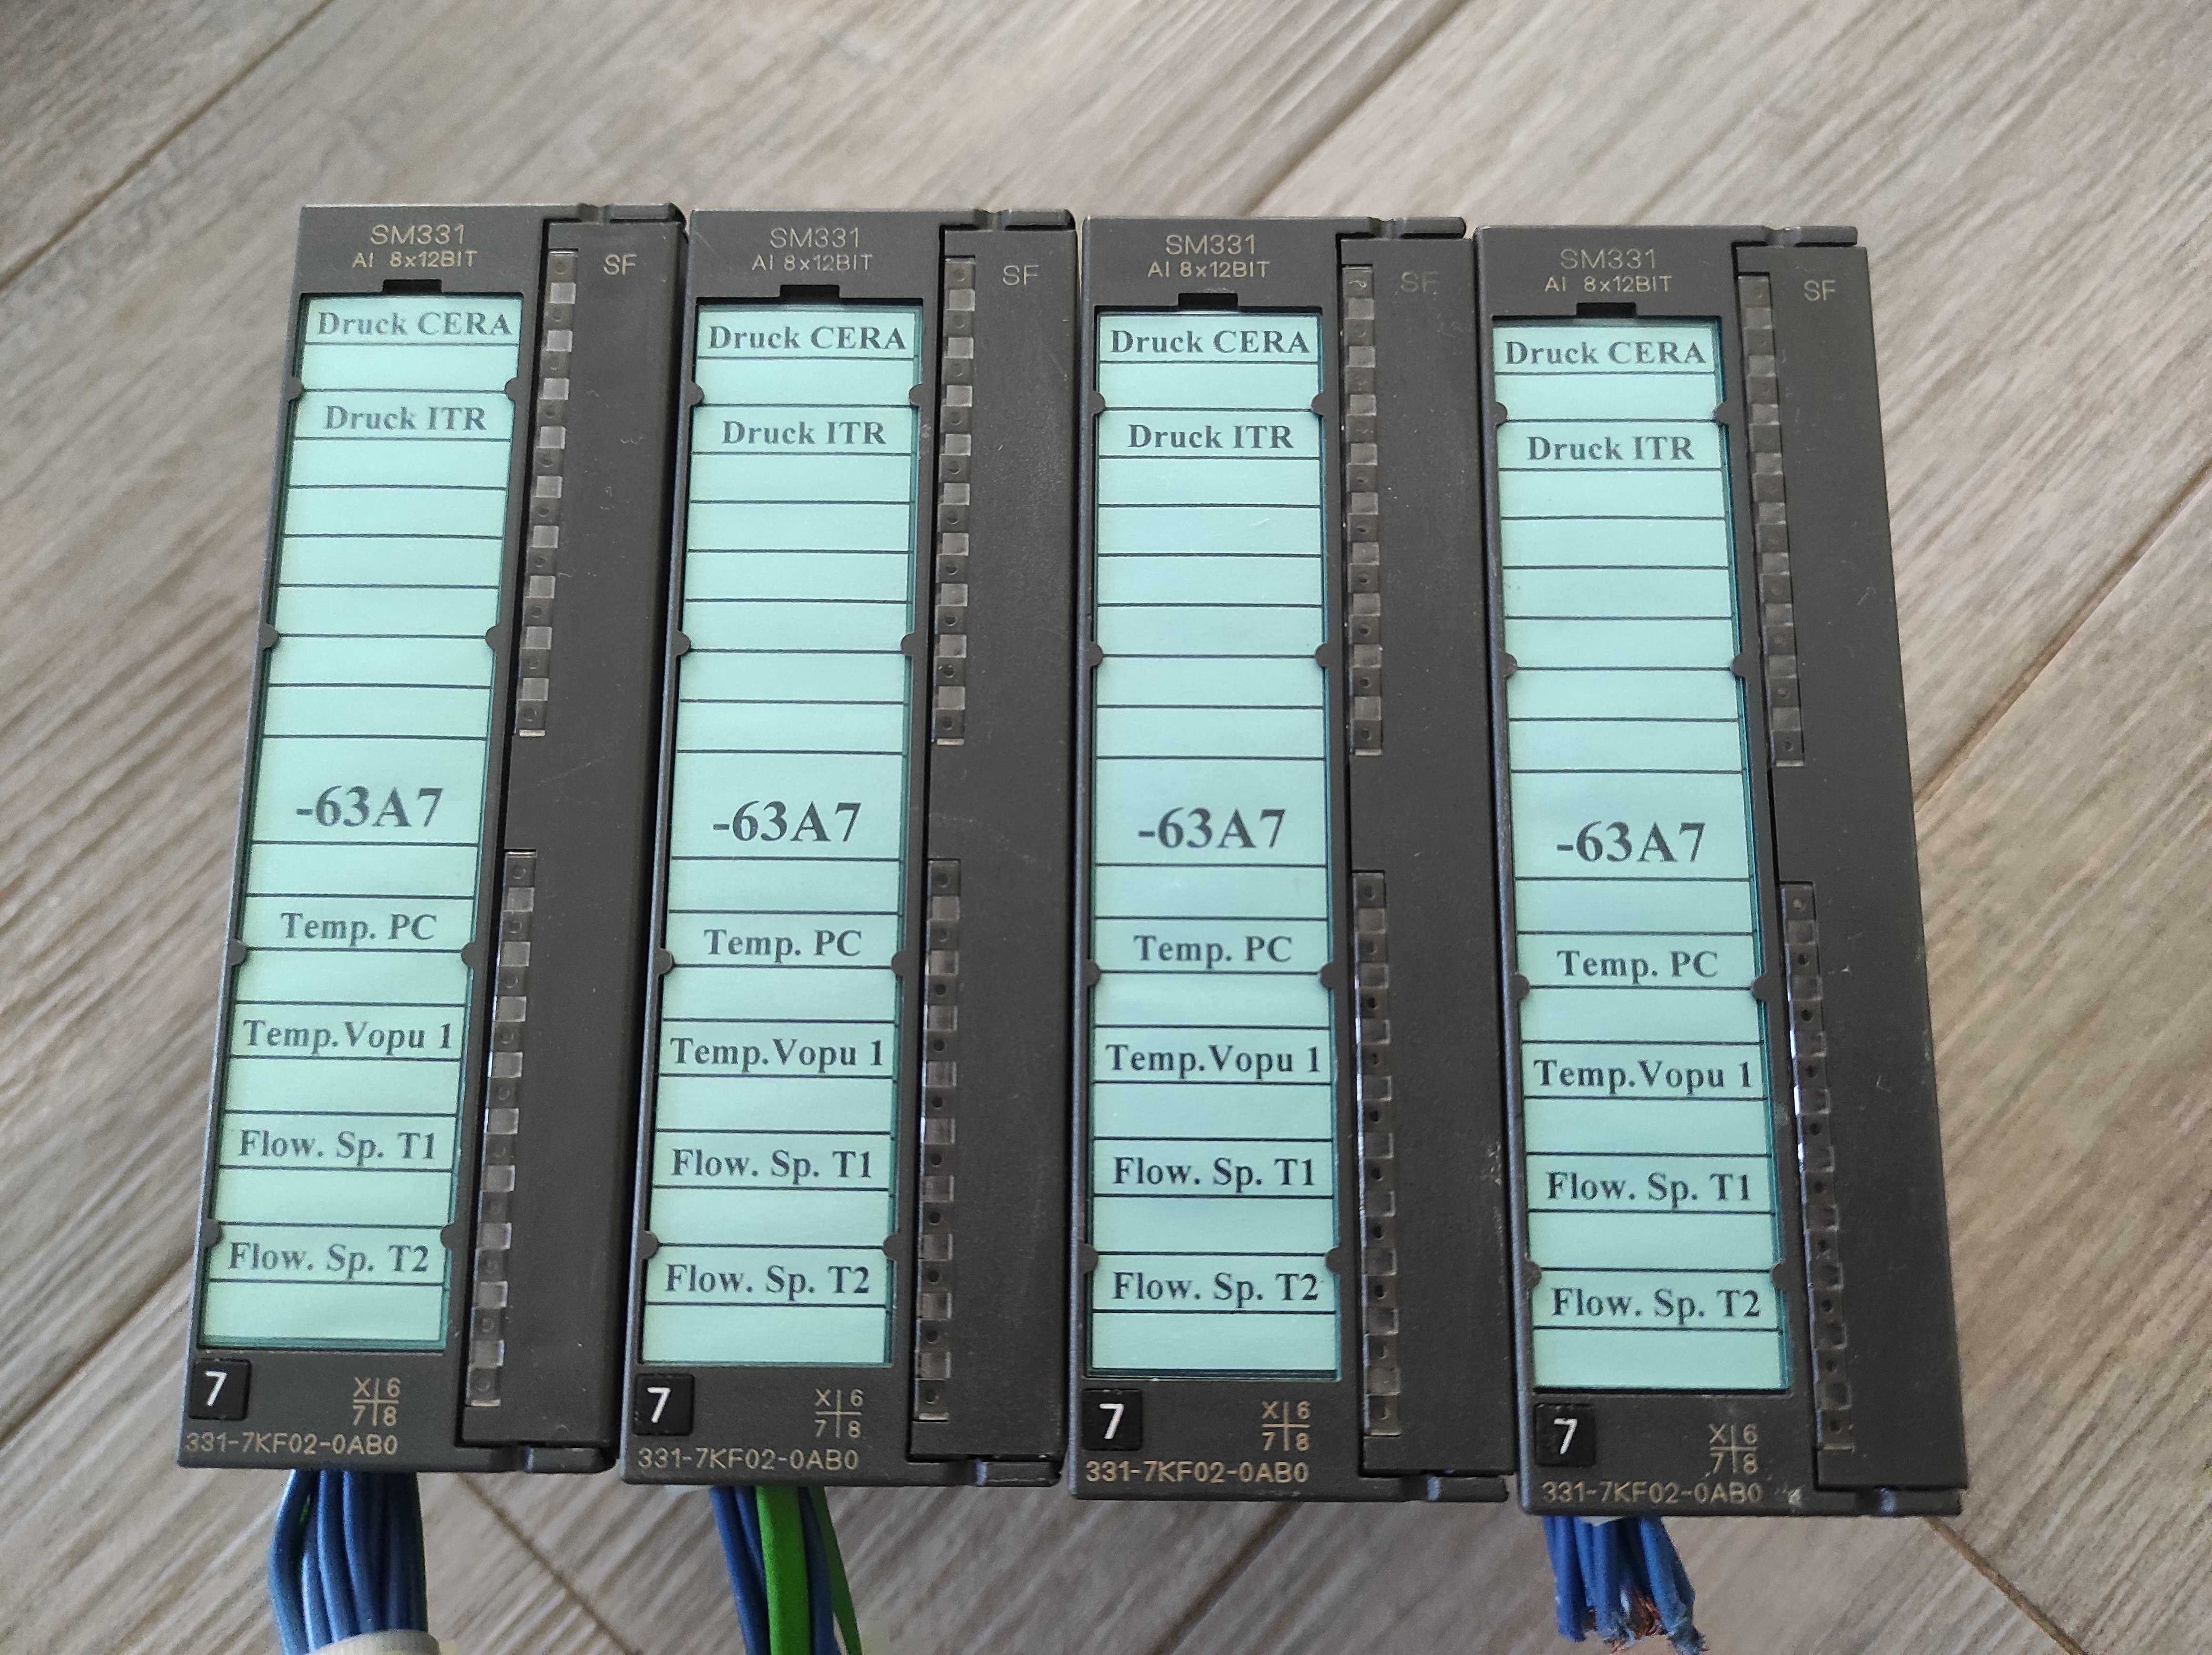 SM331
AI 8x12BIT
SF
Druck CERA
Druck ITR
-63A7
Temp. PC
Temp.Vopu 1
Flow. Sp. T1
Flow. Sp. T2
7
X 6
7 8
331-7KF02-0AB0
SM331
AI 8x12BIT
SF
Druck CERA
Druck ITR
-63A7
Temp. PC
Temp.Vopu 1
Flow. Sp. T1
Flow. Sp. T2
7
X 6
7 8
331-7KF02-0AB0
SM331
AI 8x12BIT
SF
Druck CERA
Druck ITR
-63A7
Temp. PC
Temp.Vopu 1
Flow. Sp. T1
Flow. Sp. T2
7
X 6
7 8
331-7KF02-0AB0
SM331
AI 8x12BIT
SF
Druck CERA
Druck ITR
-63A7
Temp. PC
Temp.Vopu 1
Flow. Sp. T1
Flow. Sp. T2
7
X 6
7 8
331-7KF02-0AB0